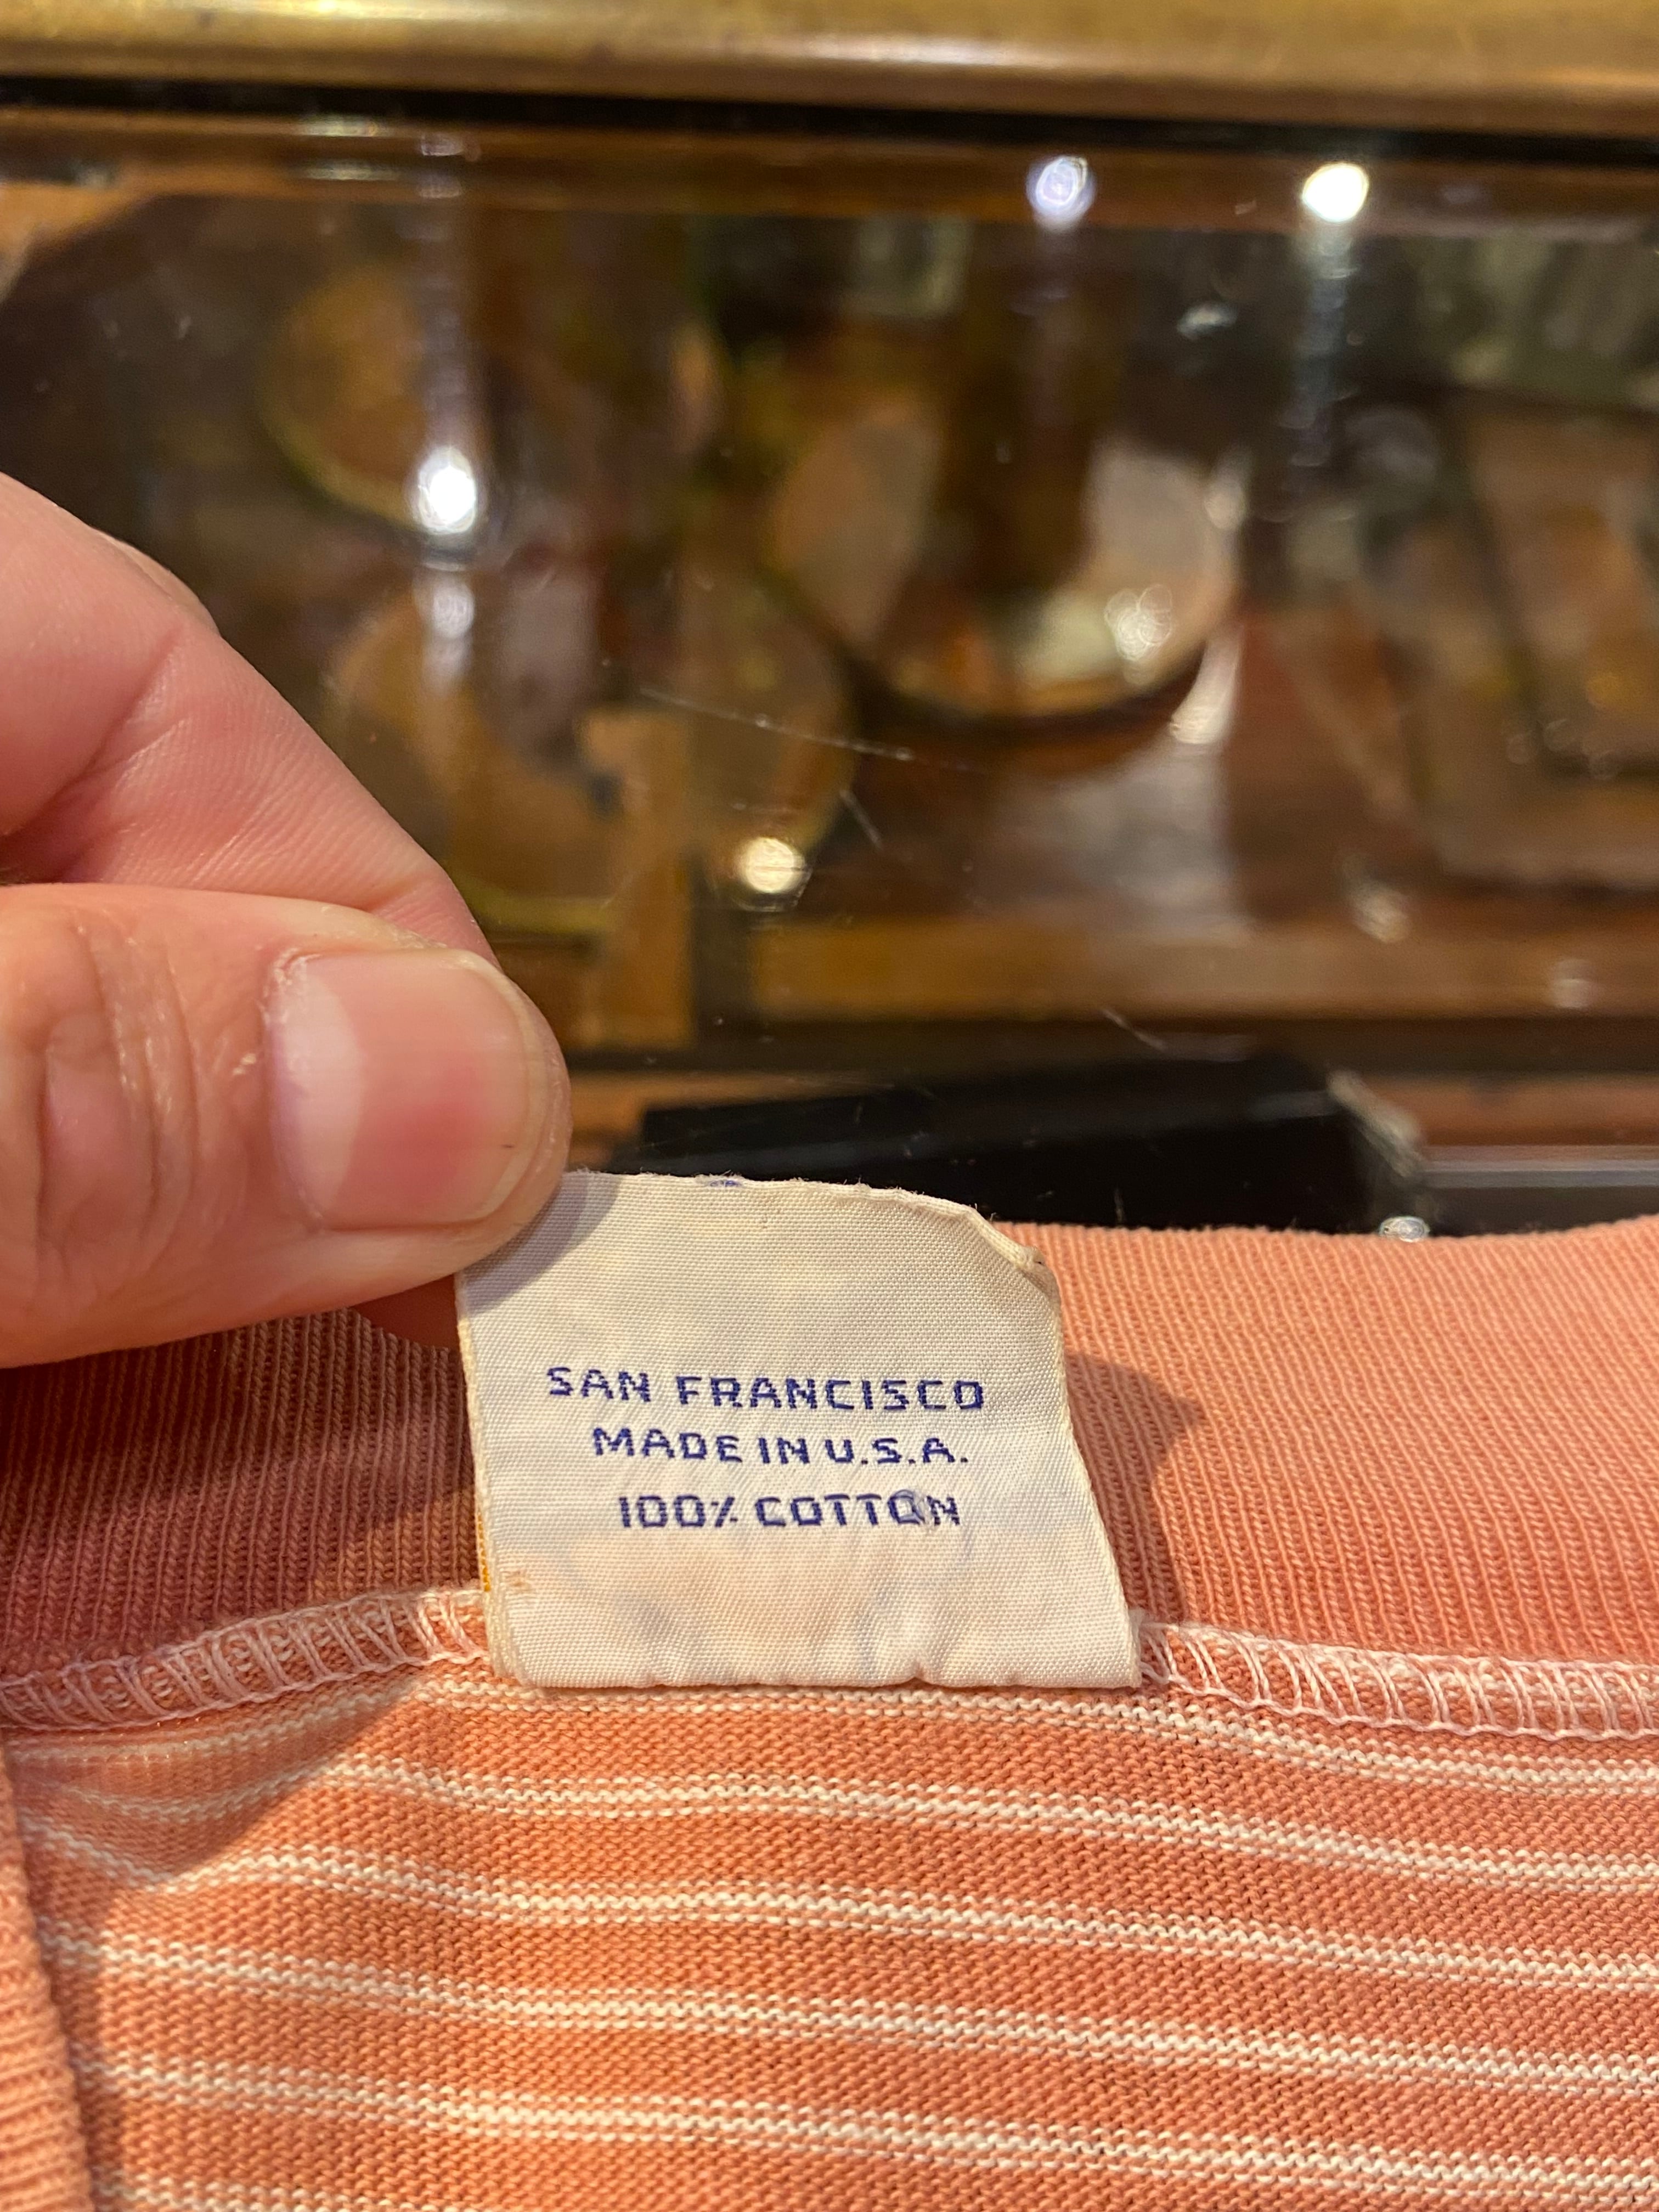 SAN FRANCISCO
MADE IN U.S.A.
100% COTTON